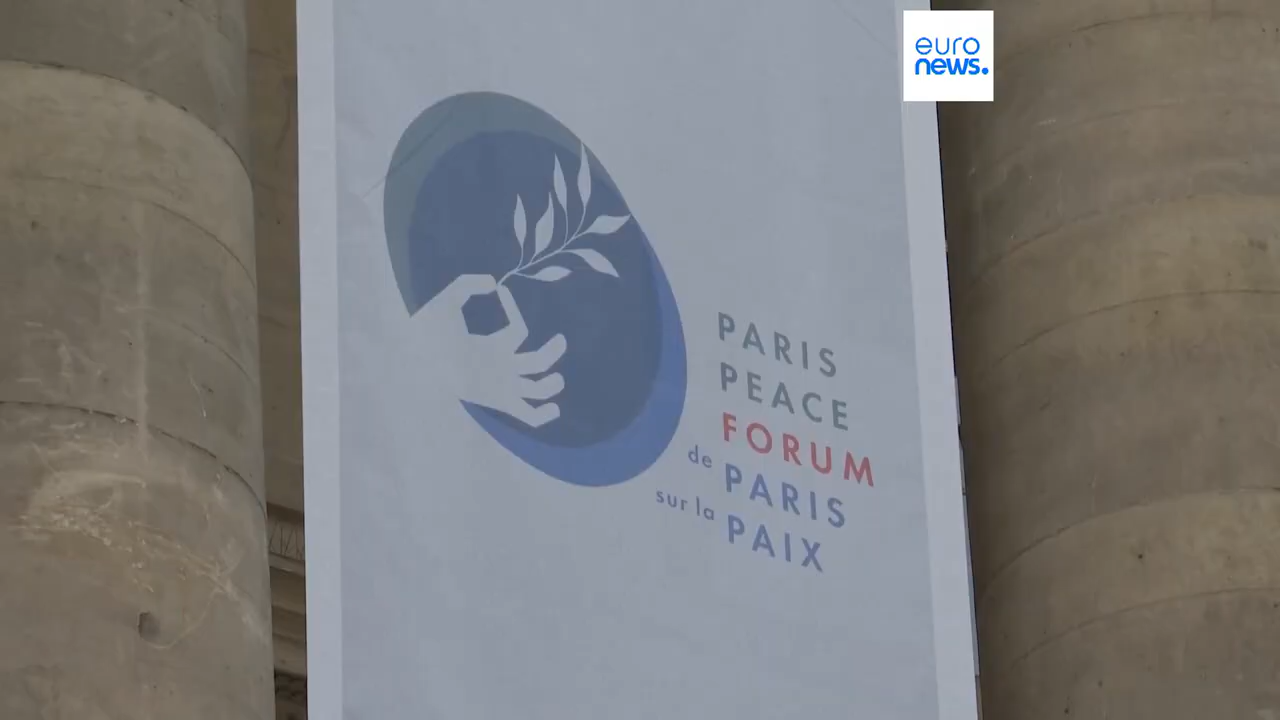 euro
news.
PARIS
PEACE
FORUM
de PARIS
sur la PAIX